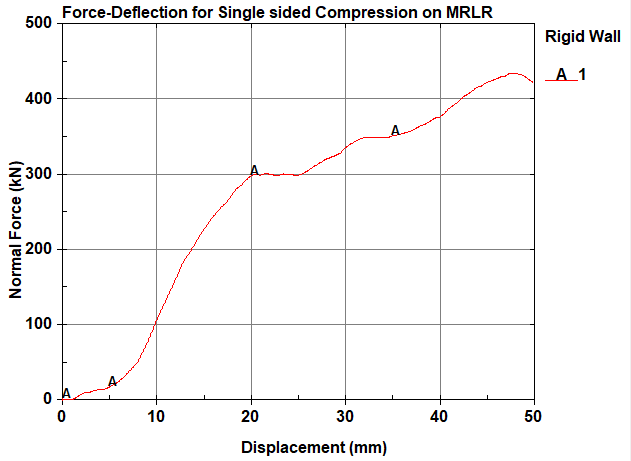 Force-Deflection for Single sided Compression on MRLR
500
400
300
200
100
0
Normal Force (kN)
A
A
A
A
0
10
20
30
40
50
Displacement (mm)
Rigid Wall
A 1